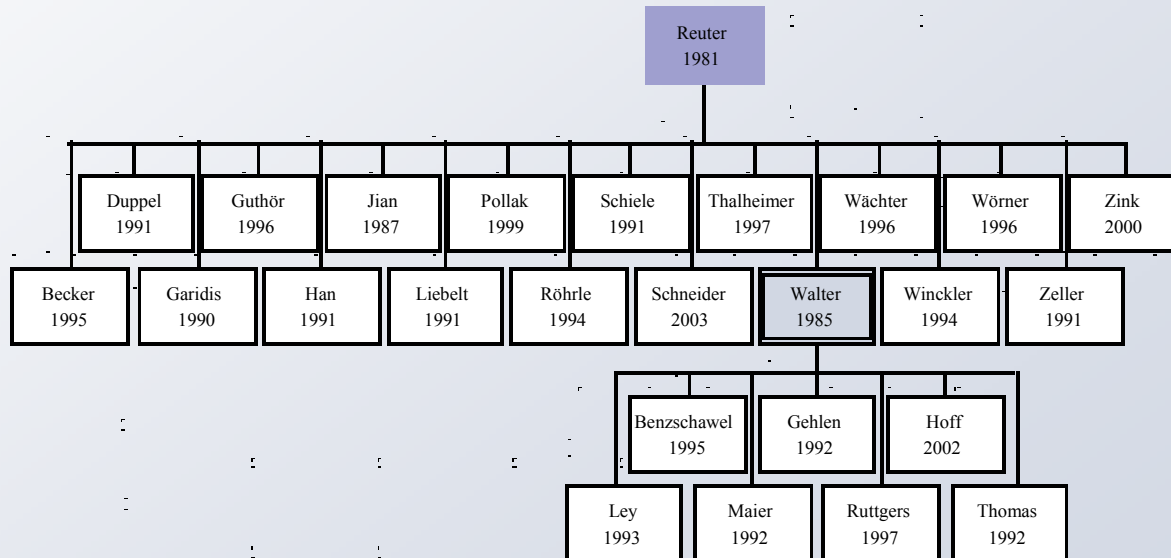 Reuter
1981
Duppel
1991
Guthör
1996
Jian
1987
Pollak
1999
Schiele
1991
Thalheimer
1997
Wächter
1996
Wörner
1996
Zink
2000
Becker
1995
Garidis
1990
Han
1991
Liebelt
1991
Röhrle
1994
Schneider
2003
Walter
1985
Winckler
1994
Zeller
1991
Benzschawel
1995
Gehlen
1992
Hoff
2002
Ley
1993
Maier
1992
Ruttgers
1997
Thomas
1992